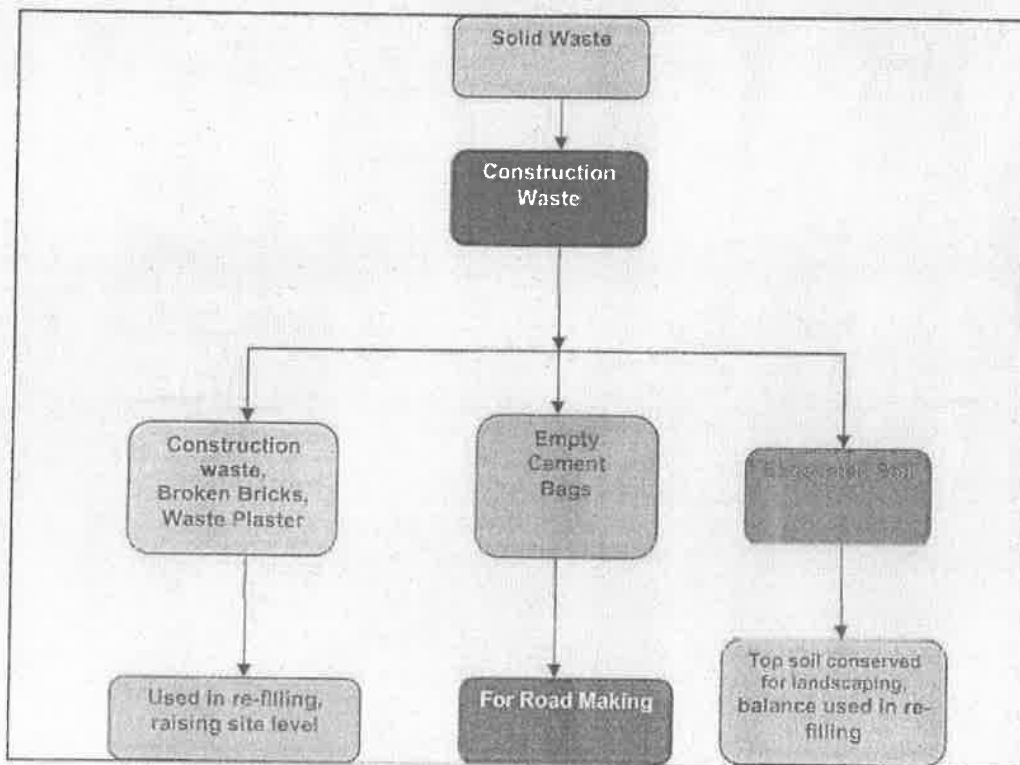 Solid Waste
Construction
Waste
Construction
waste,
Broken Bricks,
Waste Plaster
Empty
Cement
Bags
Soil
Used in re-filling,
raising site level
For Road Making
Top soil conserved
for landscaping,
balance used in re-
filling